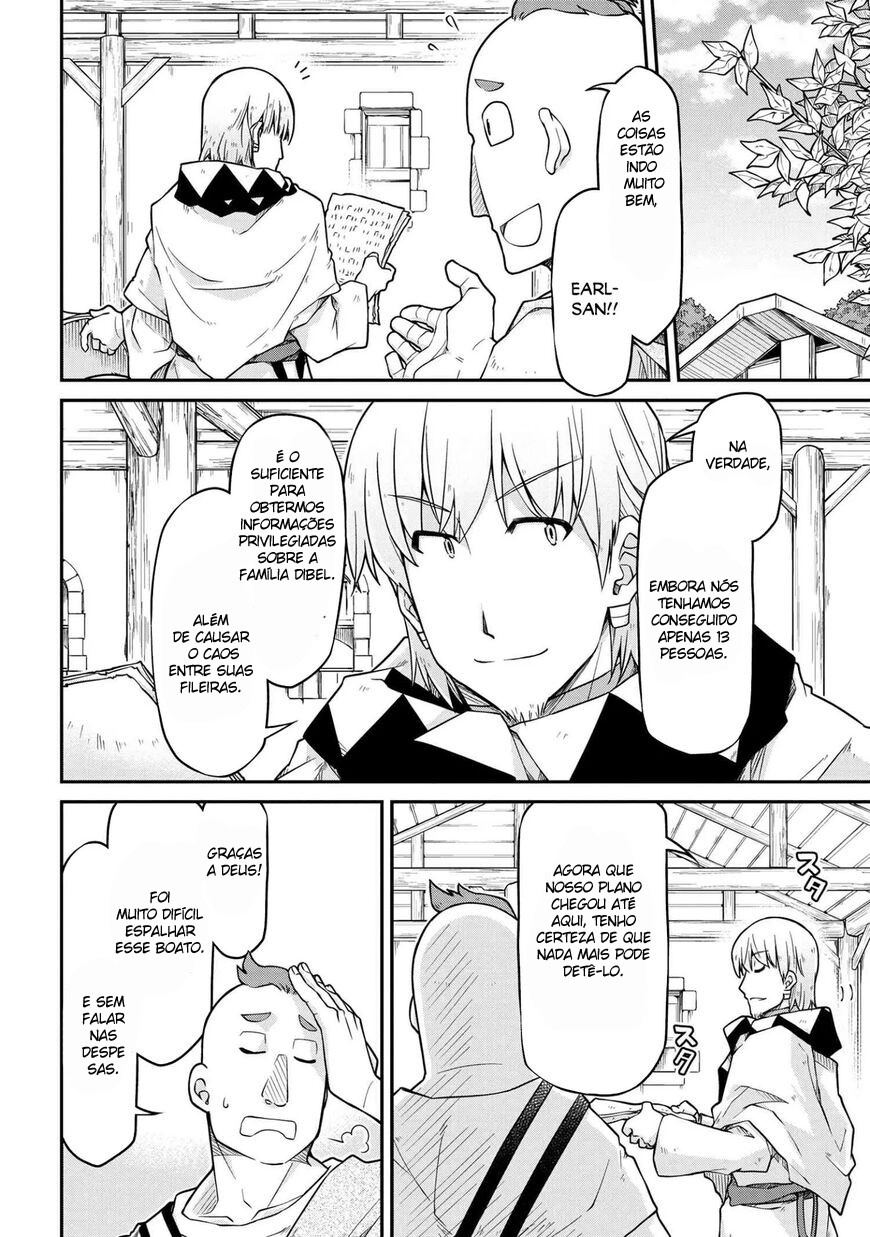 AS
COISAS
ESTÃO
INDO
MUITO
BEM,
EARL-
SAN!!
NA
VERDADE,
EMBORA NÓS
TENHAMOS
CONSEGUIDO
APENAS 13
PESSOAS.
É O
SUFICIENTE
PARA
OBTERMOS
INFORMAÇÕES
PRIVILEGIADAS
SOBRE A
FAMÍLIA DIBEL.
ALÉM
DE CAUSAR
O CAOS
ENTRE SUAS
FILEIRAS.
AGORA QUE
NOSSO PLANO
CHEGOU ATÉ
AQUI, TENHO
CERTEZA DE QUE
NADA MAIS PODE
DETÊ-LO.
スタ
スタ
GRAÇAS
A DEUS!
FOI
MUITO DIFÍCIL
ESPALHAR
ESSE BOATO.
E SEM
FALAR
NAS
DESPE
SAS.